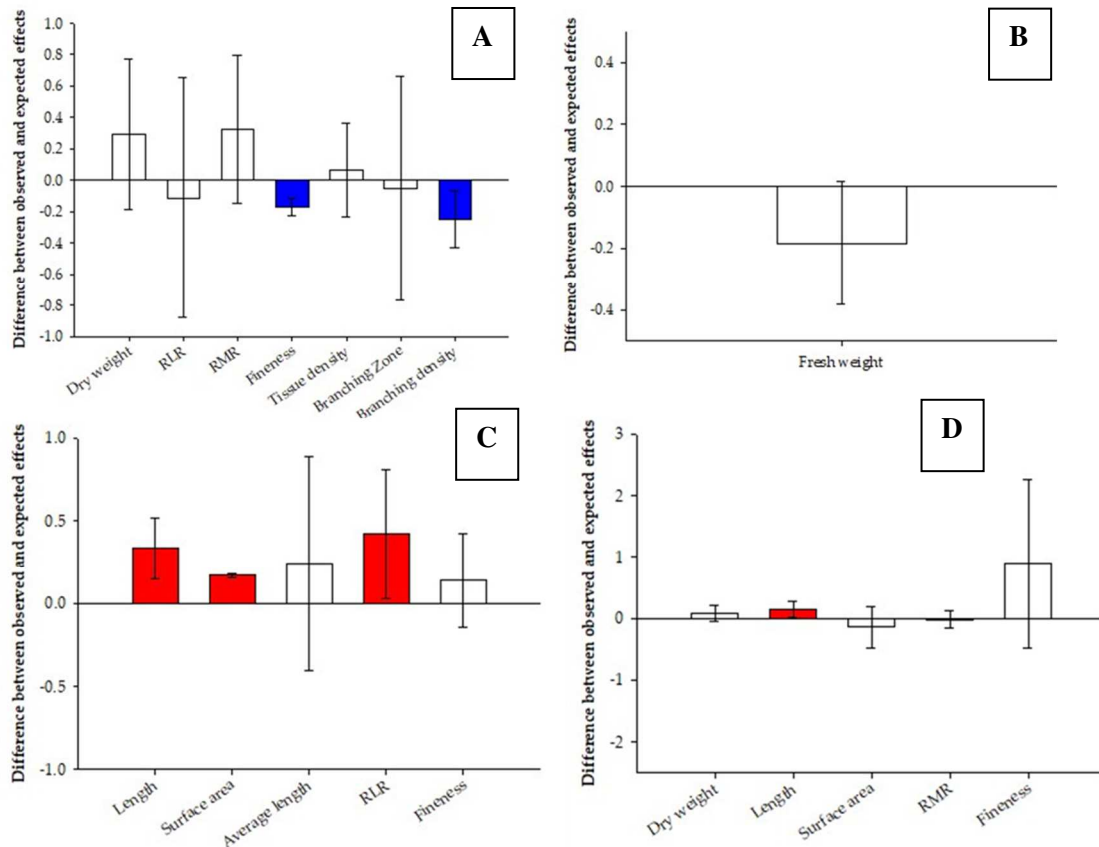 A
Difference between observed and expected effects
1.0
0.8
0.6
0.4
0.2
0.0
-0.2
-0.4
-0.6
-0.8
-1.0
Dry weight
RLR
RMR
Fineness
Tissue density
Branching Zone
Branching density
B
Difference between observed and expected effects
0.4
0.2
0.0
-0.2
-0.4
Fresh weight
C
Difference between observed and expected effects
1.0
0.5
0.0
-0.5
-1.0
Length
Surface area
Average length
RLR
Fineness
D
Difference between observed and expected effects
3
2
1
0
-1
-2
Dry weight
Length
Surface area
RMR
Fineness